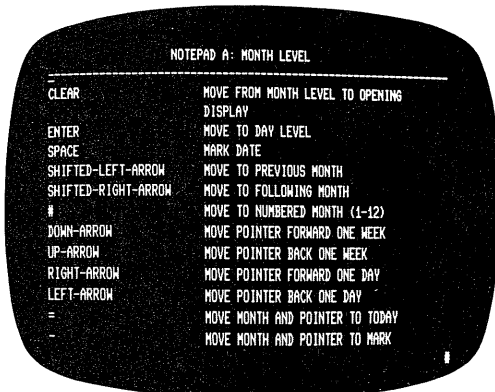 NOTEPAD A: MONTH LEVEL
CLEAR MOVE FROM MONTH LEVEL TO OPENING
DISPLAY
ENTER MOVE TO DAY LEVEL
SPACE MARK DATE
SHIFTED-LEFT-ARROW MOVE TO PREVIOUS MONTH
SHIFTED-RIGHT-ARROW MOVE TO FOLLOWING MONTH
# MOVE TO NUMBERED MONTH (1-12)
DOWN-ARROW MOVE POINTER FORWARD ONE WEEK
UP-ARROW MOVE POINTER BACK ONE WEEK
RIGHT-ARROW MOVE POINTER FORWARD ONE DAY
LEFT-ARROW MOVE POINTER BACK ONE DAY
= MOVE MONTH AND POINTER TO TODAY
- MOVE MONTH AND POINTER TO MARK
#